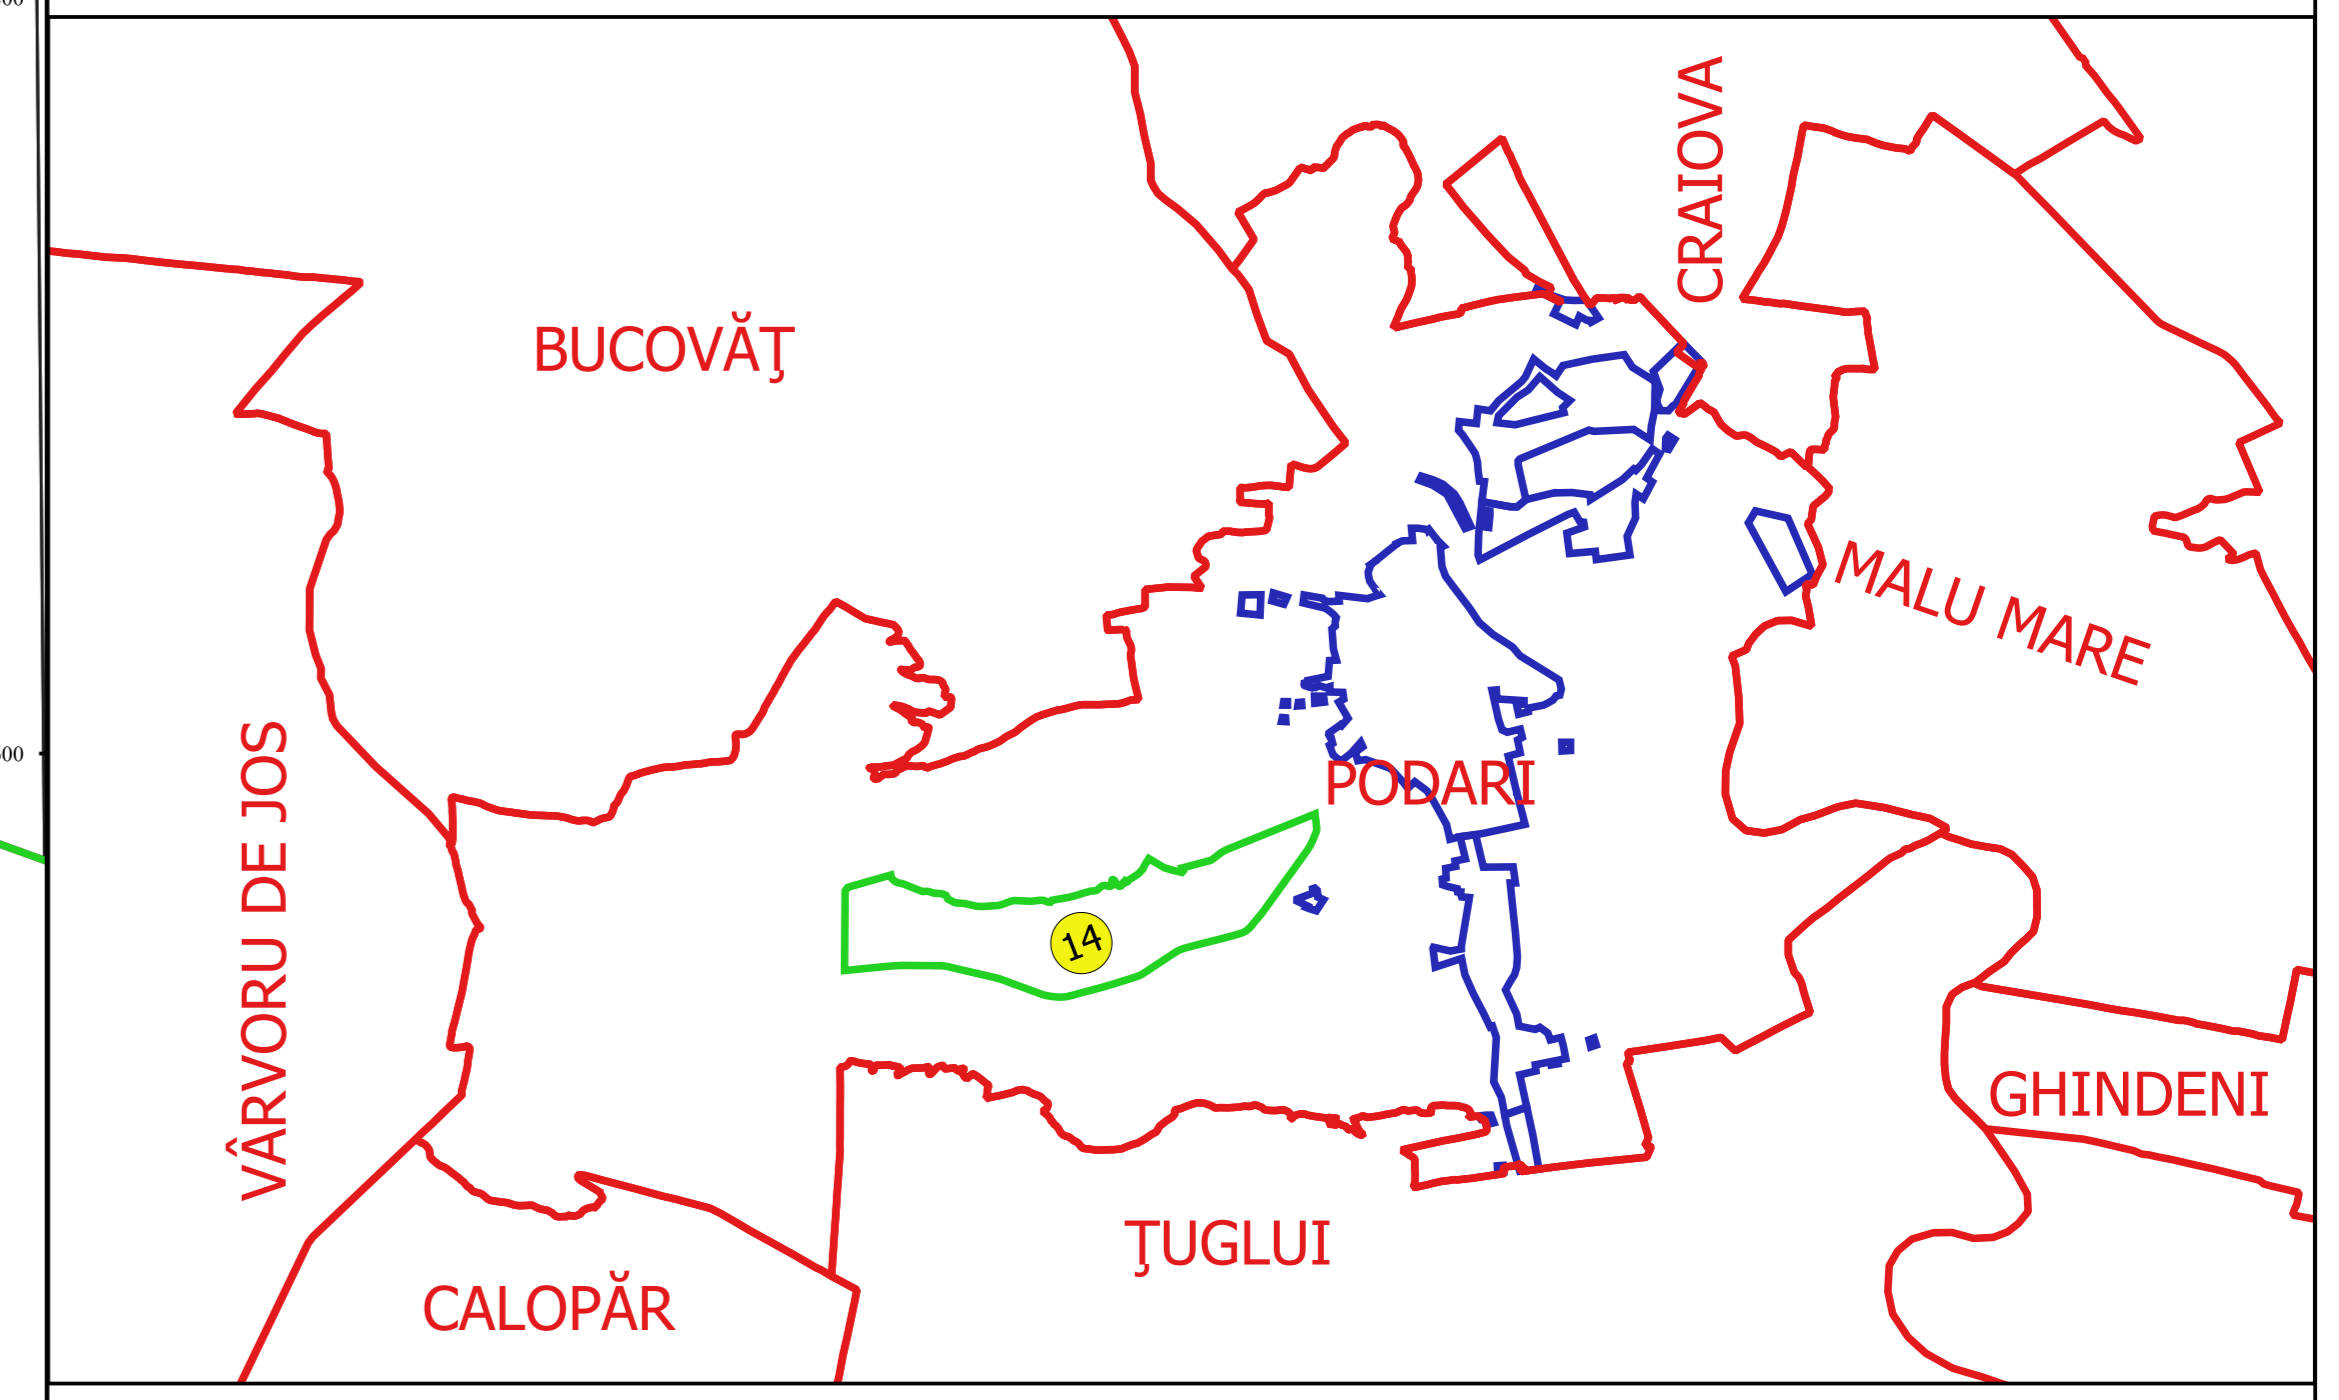 CRAIOVA
BUCOVĂŢ
MALU MARE
VÂRVORU DE JOS
PODARI
14
GHINDENI
ŢUGLUI
CALOPĂR